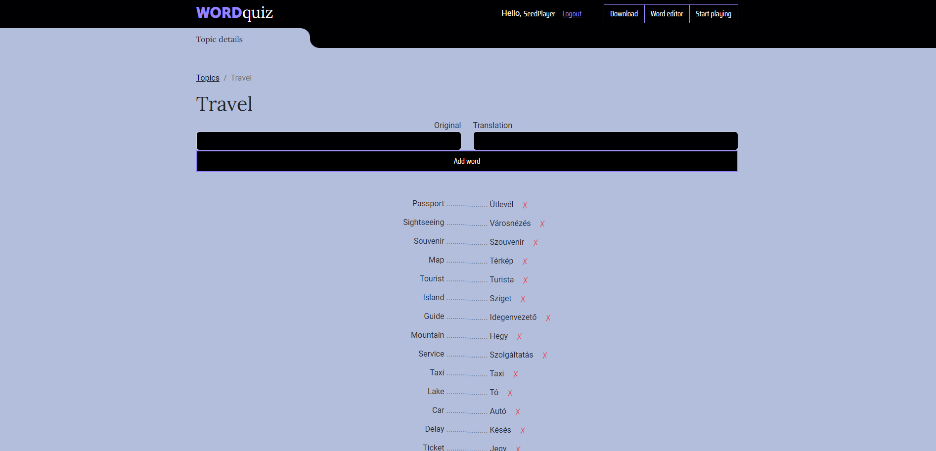 WORDquiz
Hello, SeedPlayer Logout Download Word editor Start playing
Topic details
Topics / Travel
Travel
Original Translation
Add word
Passport ........................ Útlevél X
Sightseeing ........................ Városnézés X
Souvenir ........................ Szouvenír X
Map ........................ Térkép X
Tourist ........................ Turista X
Island ........................ Sziget X
Guide ........................ Idegenvezető X
Mountain ........................ Hegy X
Service ........................ Szolgáltatás X
Taxi ........................ Taxi X
Lake ........................ Tó X
Car ........................ Autó X
Delay ........................ Késés X
Ticket ........................ Jegy X